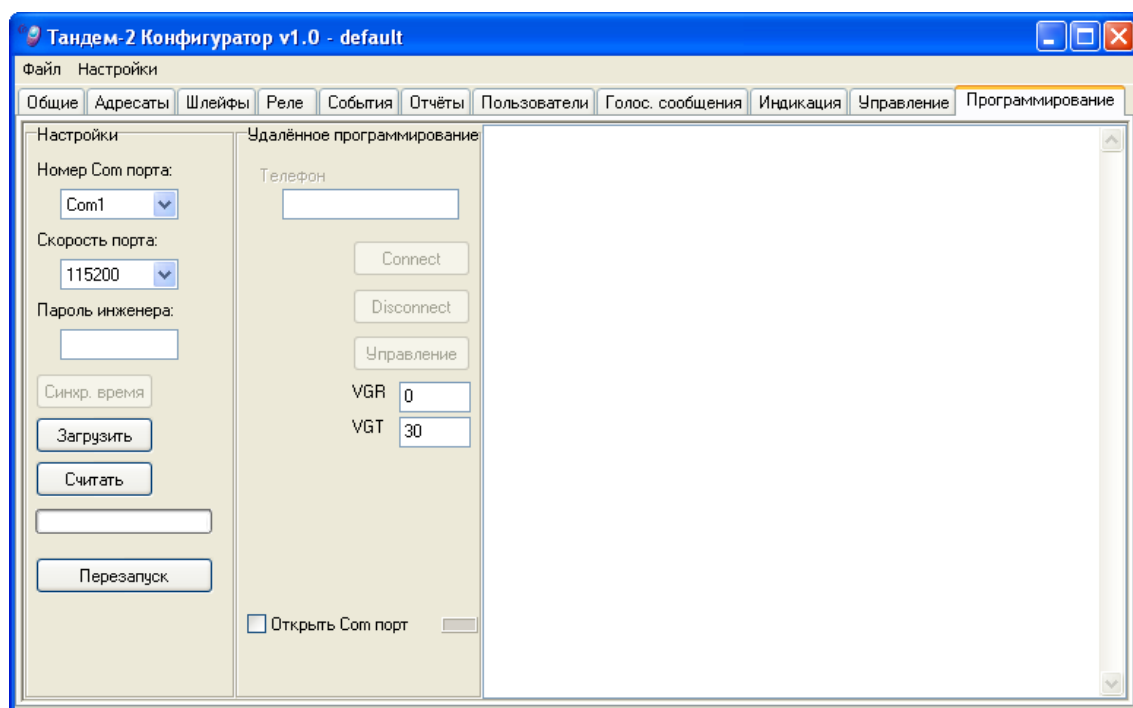 Тандем-2 Конфигуратор v1.0 - default
Файл Настройки
Общие Адресаты Шлейфы Реле События Отчёты Пользователи Голос. сообщения Индикация Управление Программирование
Настройки
Номер Com порта:
Com1
Скорость порта:
115200
Пароль инженера:
Синхр. время
Загрузить
Считать
Перезапуск
Удалённое программирование
Телефон
Connect
Disconnect
Управление
VGR 0
VGT 30
Открыть Com порт